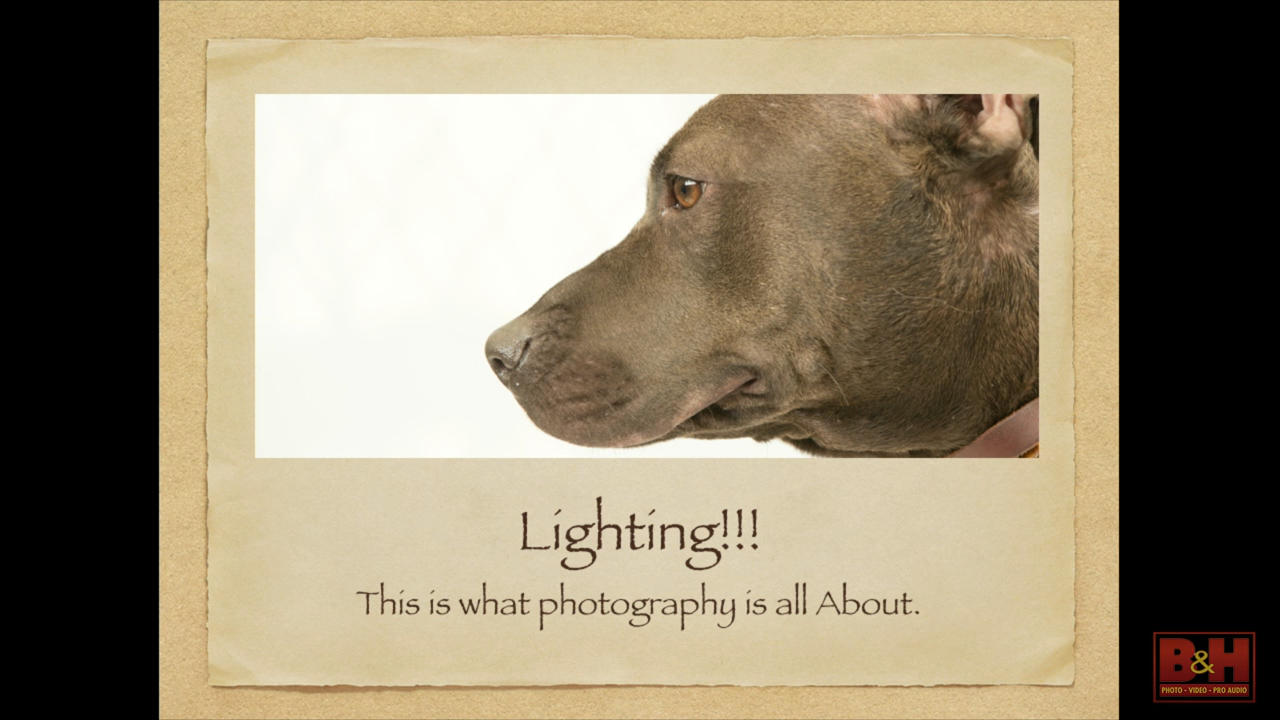 Lighting!!!
This is what photography is all About.
B&H
PHOTO - VIDEO - PRO AUDIO